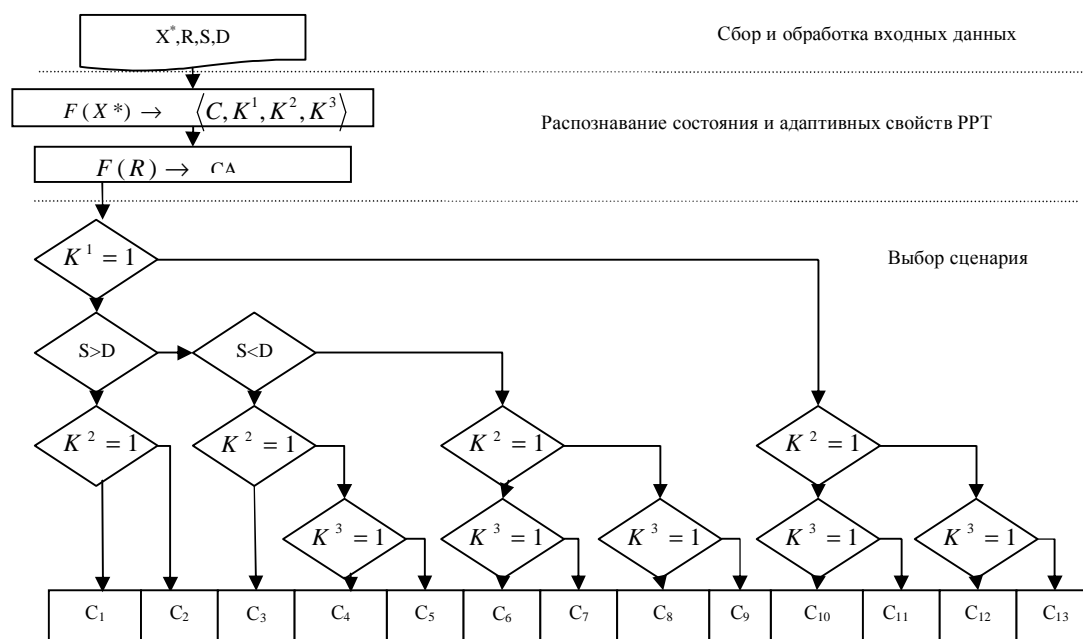 X*,R,S,D
Сбор и обработка входных данных
F(X*) → ⟨C, K¹, K², K³⟩
Распознавание состояния и адаптивных свойств РРТ
F(R) → СА
K¹ = 1
Выбор сценария
S>D
S<D
K² = 1
K² = 1
K² = 1
K² = 1
K³ = 1
K³ = 1
K³ = 1
K³ = 1
K³ = 1
C₁
C₂
C₃
C₄
C₅
C₆
C₇
C₈
C₉
C₁₀
C₁₁
C₁₂
C₁₃